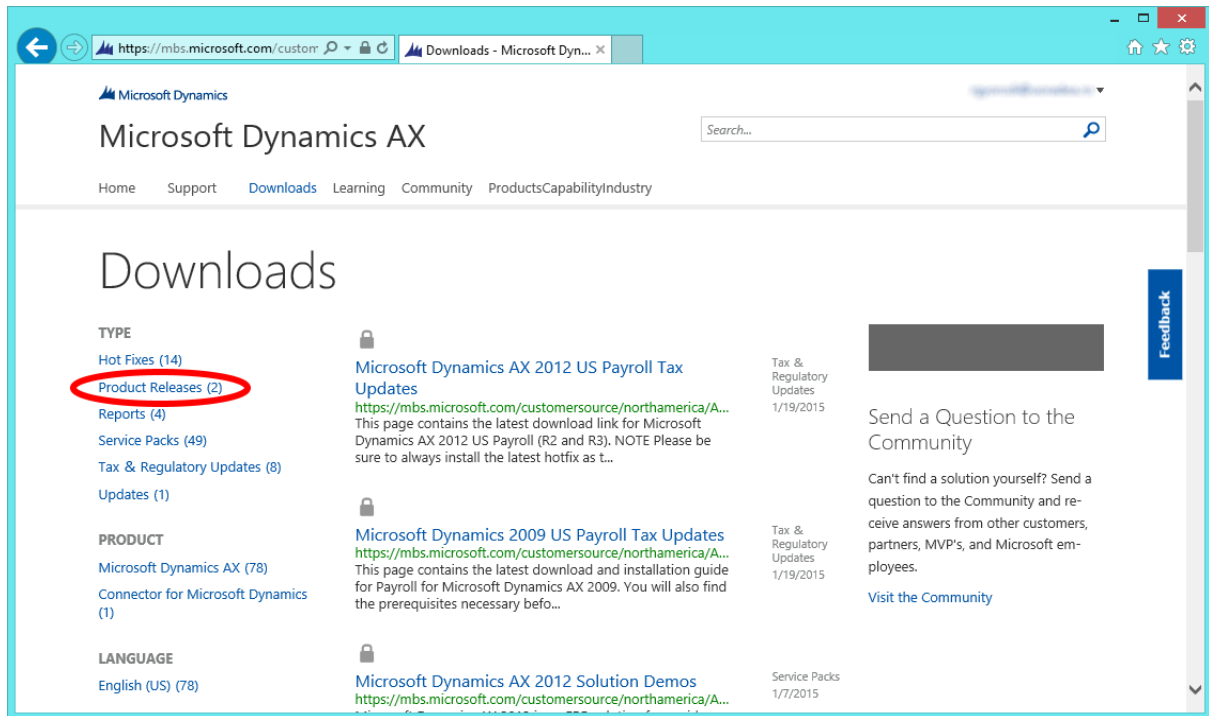 https://mbs.microsoft.com/custom
Downloads - Microsoft Dyn...
Microsoft Dynamics
Microsoft Dynamics AX
Search...
Home Support Downloads Learning Community ProductsCapabilityIndustry
Downloads
Feedback
TYPE
Hot Fixes (14)
Product Releases (2)
Reports (4)
Service Packs (49)
Tax & Regulatory Updates (8)
Updates (1)
PRODUCT
Microsoft Dynamics AX (78)
Connector for Microsoft Dynamics
(1)
LANGUAGE
English (US) (78)
Microsoft Dynamics AX 2012 US Payroll Tax
Updates
https://mbs.microsoft.com/customersource/northamerica/A...
This page contains the latest download link for Microsoft
Dynamics AX 2012 US Payroll (R2 and R3). NOTE Please be
sure to always install the latest hotfix as t...
Tax &
Regulatory
Updates
1/19/2015
Microsoft Dynamics 2009 US Payroll Tax Updates
https://mbs.microsoft.com/customersource/northamerica/A...
This page contains the latest download and installation guide
for Payroll for Microsoft Dynamics AX 2009. You will also find
the prerequisites necessary befo...
Tax &
Regulatory
Updates
1/19/2015
Microsoft Dynamics AX 2012 Solution Demos
https://mbs.microsoft.com/customersource/northamerica/A...
Service Packs
1/7/2015
Send a Question to the
Community
Can't find a solution yourself? Send a
question to the Community and re-
ceive answers from other customers,
partners, MVP's, and Microsoft em-
ployees.
Visit the Community